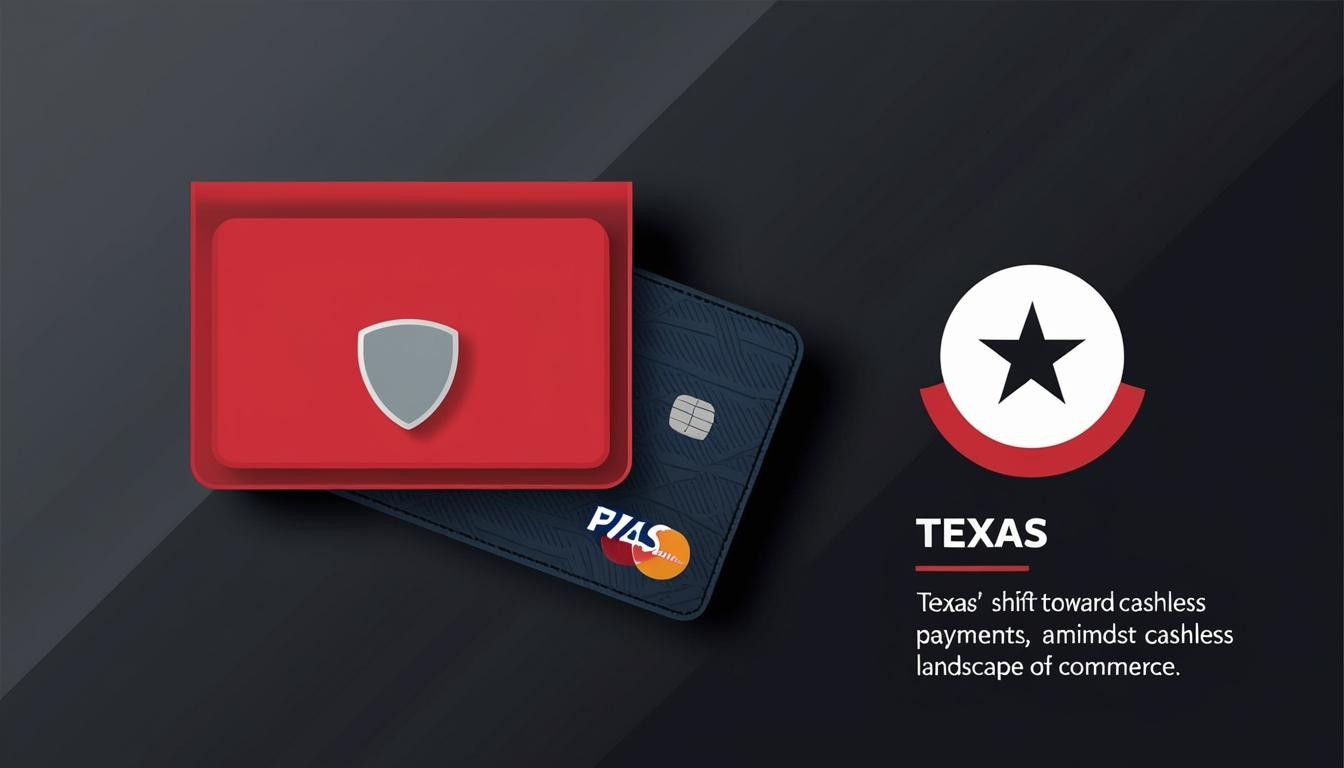 PIAS
TEXAS
Texas' shift toward cashless
payments, amimdst cashless
landscape of commerce.